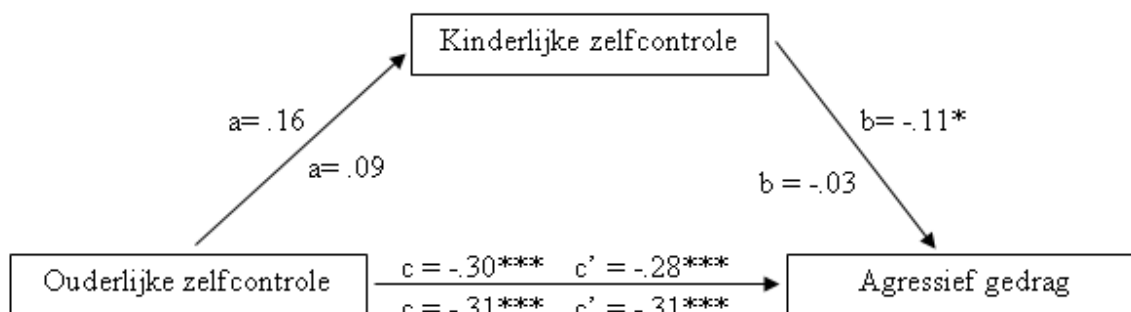 Kinderlijke zelfcontrole
a= .16
b= -.11*
a= .09
b = -.03
Ouderlijke zelfcontrole
c = -.30*** c' = -.28***
Agressief gedrag
c = -.31*** c' = -.31***